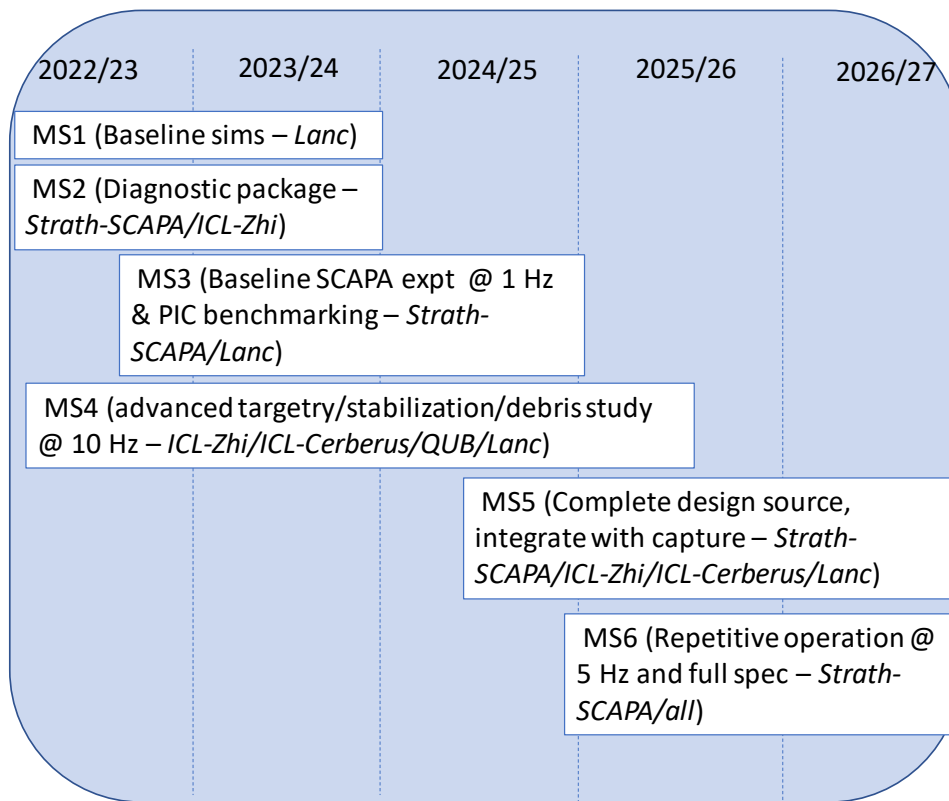 2022/23 2023/24 2024/25 2025/26 2026/27
MS1 (Baseline sims – Lanc)
MS2 (Diagnostic package –
Strath-SCAPA/ICL-Zhi)
MS3 (Baseline SCAPA expt @ 1 Hz
& PIC benchmarking – Strath-
SCAPA/Lanc)
MS4 (advanced targetry/stabilization/debris study
@ 10 Hz – ICL-Zhi/ICL-Cerberus/QUB/Lanc)
MS5 (Complete design source,
integrate with capture – Strath-
SCAPA/ICL-Zhi/ICL-Cerberus/Lanc)
MS6 (Repetitive operation @
5 Hz and full spec – Strath-
SCAPA/all)